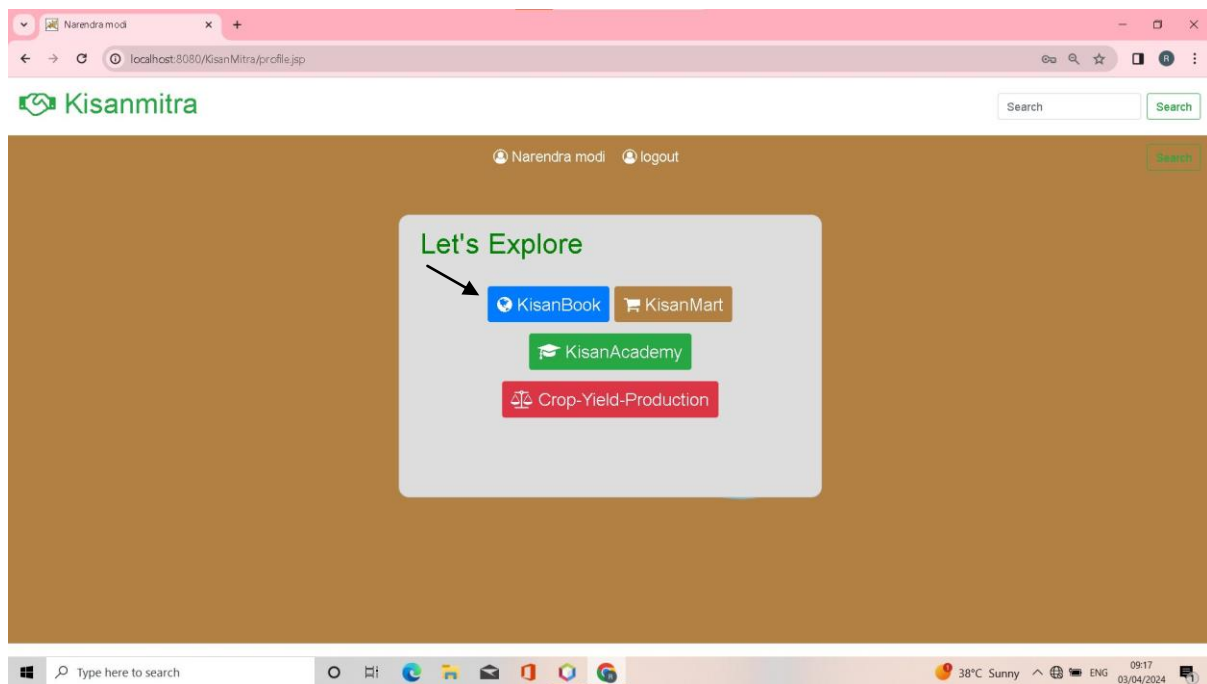 Narendra modi
localhost:8080/KisanMitra/profile.jsp
R
Kisanmitra
Search
Search
Narendra modi
logout
Search
Let's Explore
KisanBook
KisanMart
KisanAcademy
Crop-Yield-Production
Type here to search
38°C Sunny
ENG
09:17
03/04/2024
1